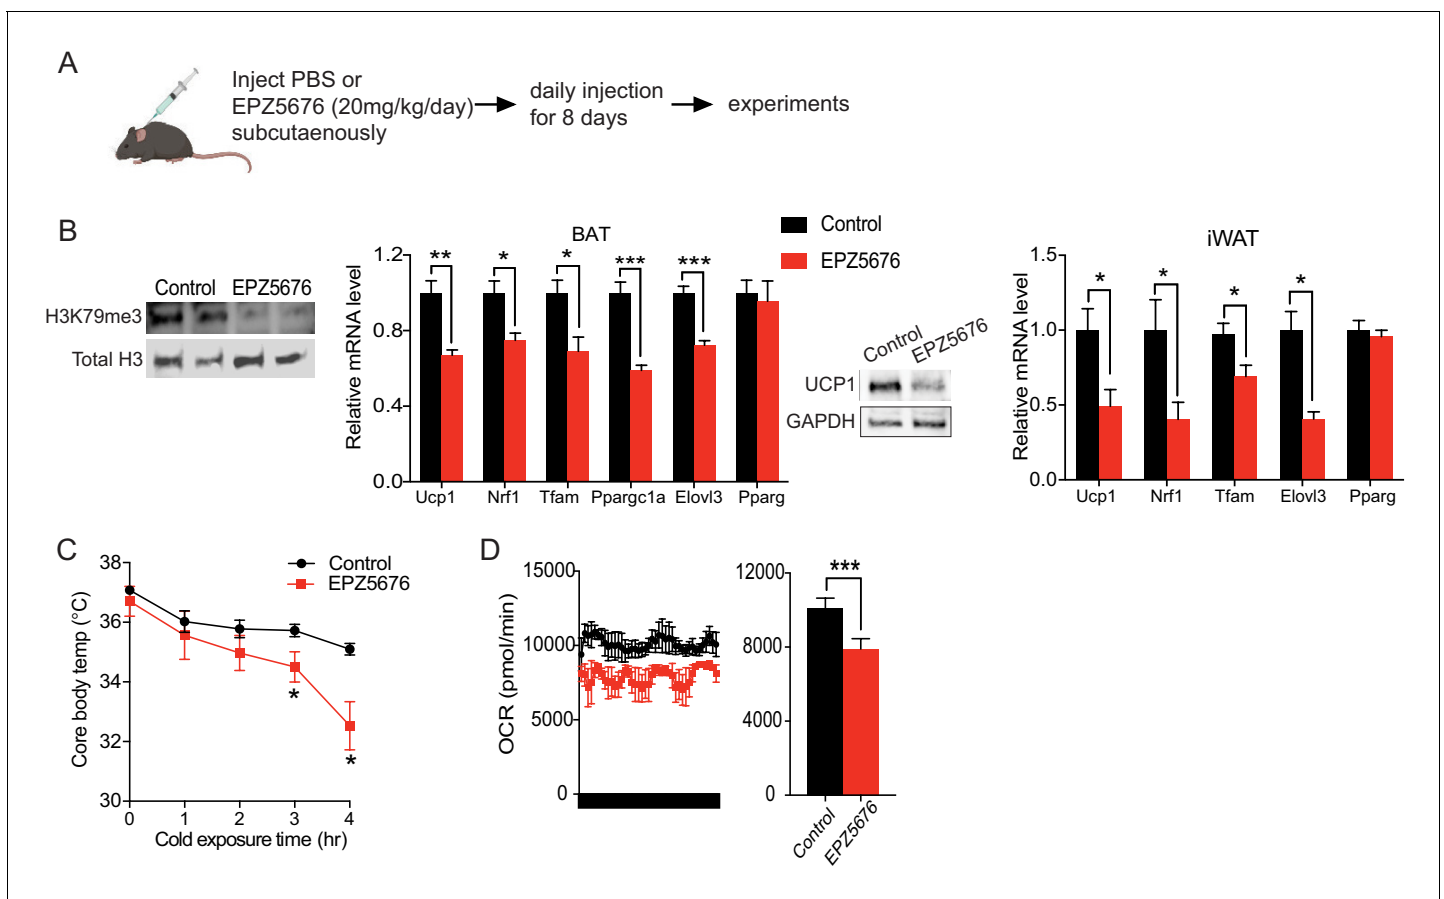 A
Inject PBS or
EPZ5676 (20mg/kg/day)
subcutaenously
daily injection
for 8 days
experiments
B
Control EPZ5676
H3K79me3
Total H3
BAT
Relative mRNA level
1.2
0.8
0.4
0.0
** * * *** ***
Ucp1 Nrf1 Tfam Ppargc1a Elovl3 Pparg
Control
EPZ5676
Control EPZ5676
UCP1
GAPDH
iWAT
Relative mRNA level
1.5
1.0
0.5
0.0
* * * *
Ucp1 Nrf1 Tfam Elovl3 Pparg
C
Control
EPZ5676
Core body temp (°C)
38
36
34
32
30
* *
0 1 2 3 4
Cold exposure time (hr)
D
OCR (pmol/min)
15000
10000
5000
0
12000
8000
4000
0
***
Control EPZ5676